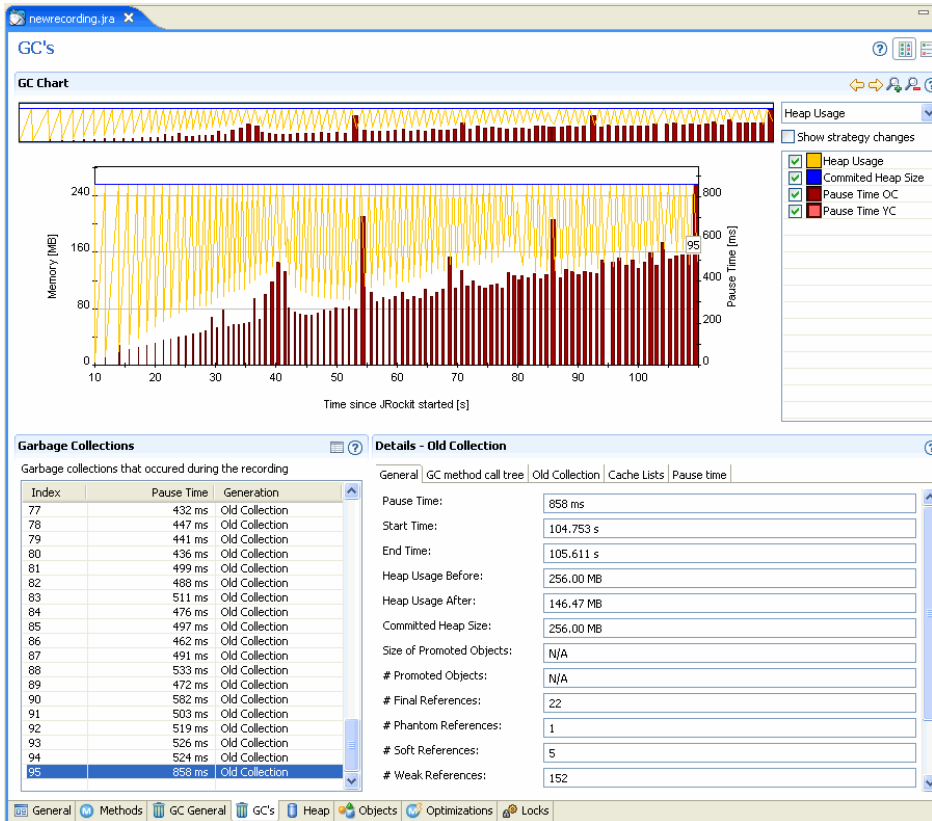 newrecording.jra
GC's
GC Chart
Heap Usage
Show strategy changes
Heap Usage
Commited Heap Size
Pause Time OC
Pause Time YC
240
160
80
0
Memory [MB]
800
600
400
200
0
Pause Time [ms]
95
10 20 30 40 50 60 70 80 90 100
Time since JRockit started [s]
Garbage Collections
Garbage collections that occured during the recording
Index Pause Time Generation
77 432 ms Old Collection
78 447 ms Old Collection
79 441 ms Old Collection
80 436 ms Old Collection
81 499 ms Old Collection
82 488 ms Old Collection
83 511 ms Old Collection
84 476 ms Old Collection
85 497 ms Old Collection
86 462 ms Old Collection
87 491 ms Old Collection
88 533 ms Old Collection
89 472 ms Old Collection
90 582 ms Old Collection
91 503 ms Old Collection
92 519 ms Old Collection
93 526 ms Old Collection
94 524 ms Old Collection
95 858 ms Old Collection
Details - Old Collection
General GC method call tree Old Collection Cache Lists Pause time
Pause Time: 858 ms
Start Time: 104.753 s
End Time: 105.611 s
Heap Usage Before: 256.00 MB
Heap Usage After: 146.47 MB
Committed Heap Size: 256.00 MB
Size of Promoted Objects: N/A
# Promoted Objects: N/A
# Final References: 22
# Phantom References: 1
# Soft References: 5
# Weak References: 152
General Methods GC General GC's Heap Objects Optimizations Locks